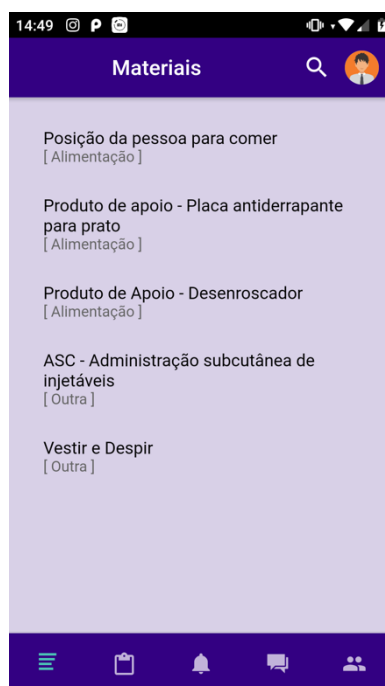 14:49
Materiais
Posição da pessoa para comer
[ Alimentação ]
Produto de apoio - Placa antiderrapante
para prato
[ Alimentação ]
Produto de Apoio - Desenroscador
[ Alimentação ]
ASC - Administração subcutânea de
injetáveis
[ Outra ]
Vestir e Despir
[ Outra ]